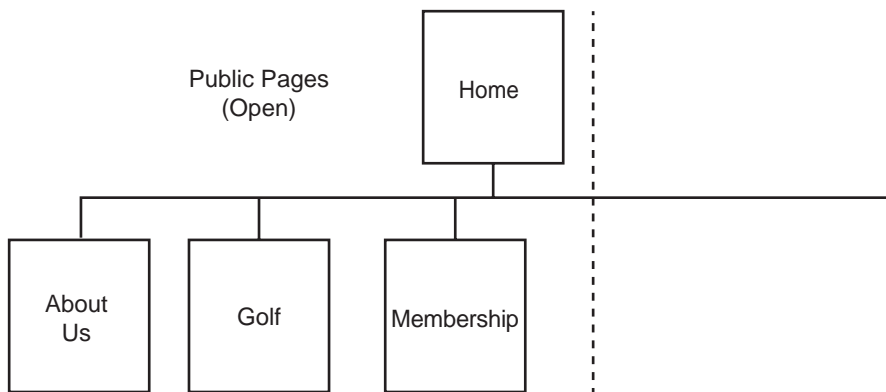 Public Pages
(Open)
Home
About
Us
Golf
Membership